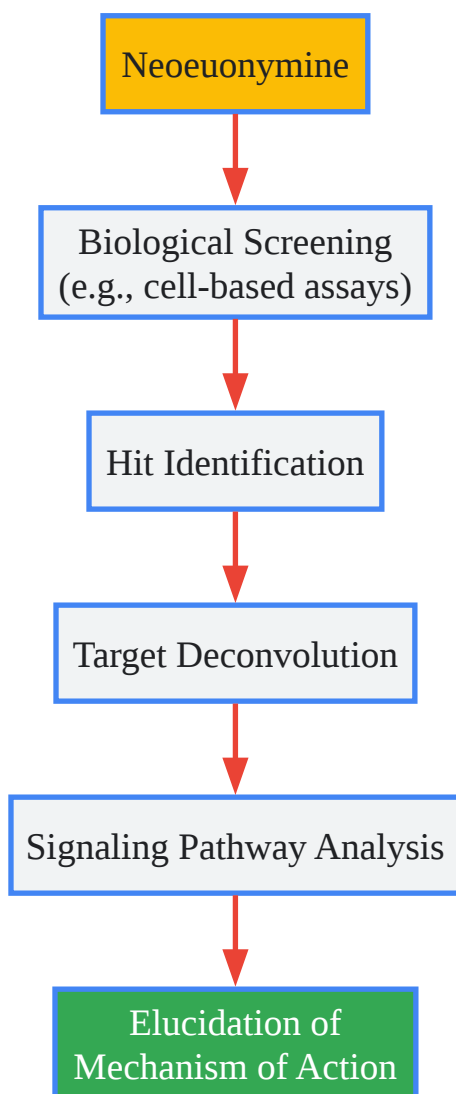 Neoeuonymine
Biological Screening
(e.g., cell-based assays)
Hit Identification
Target Deconvolution
Signaling Pathway Analysis
Elucidation of
Mechanism of Action